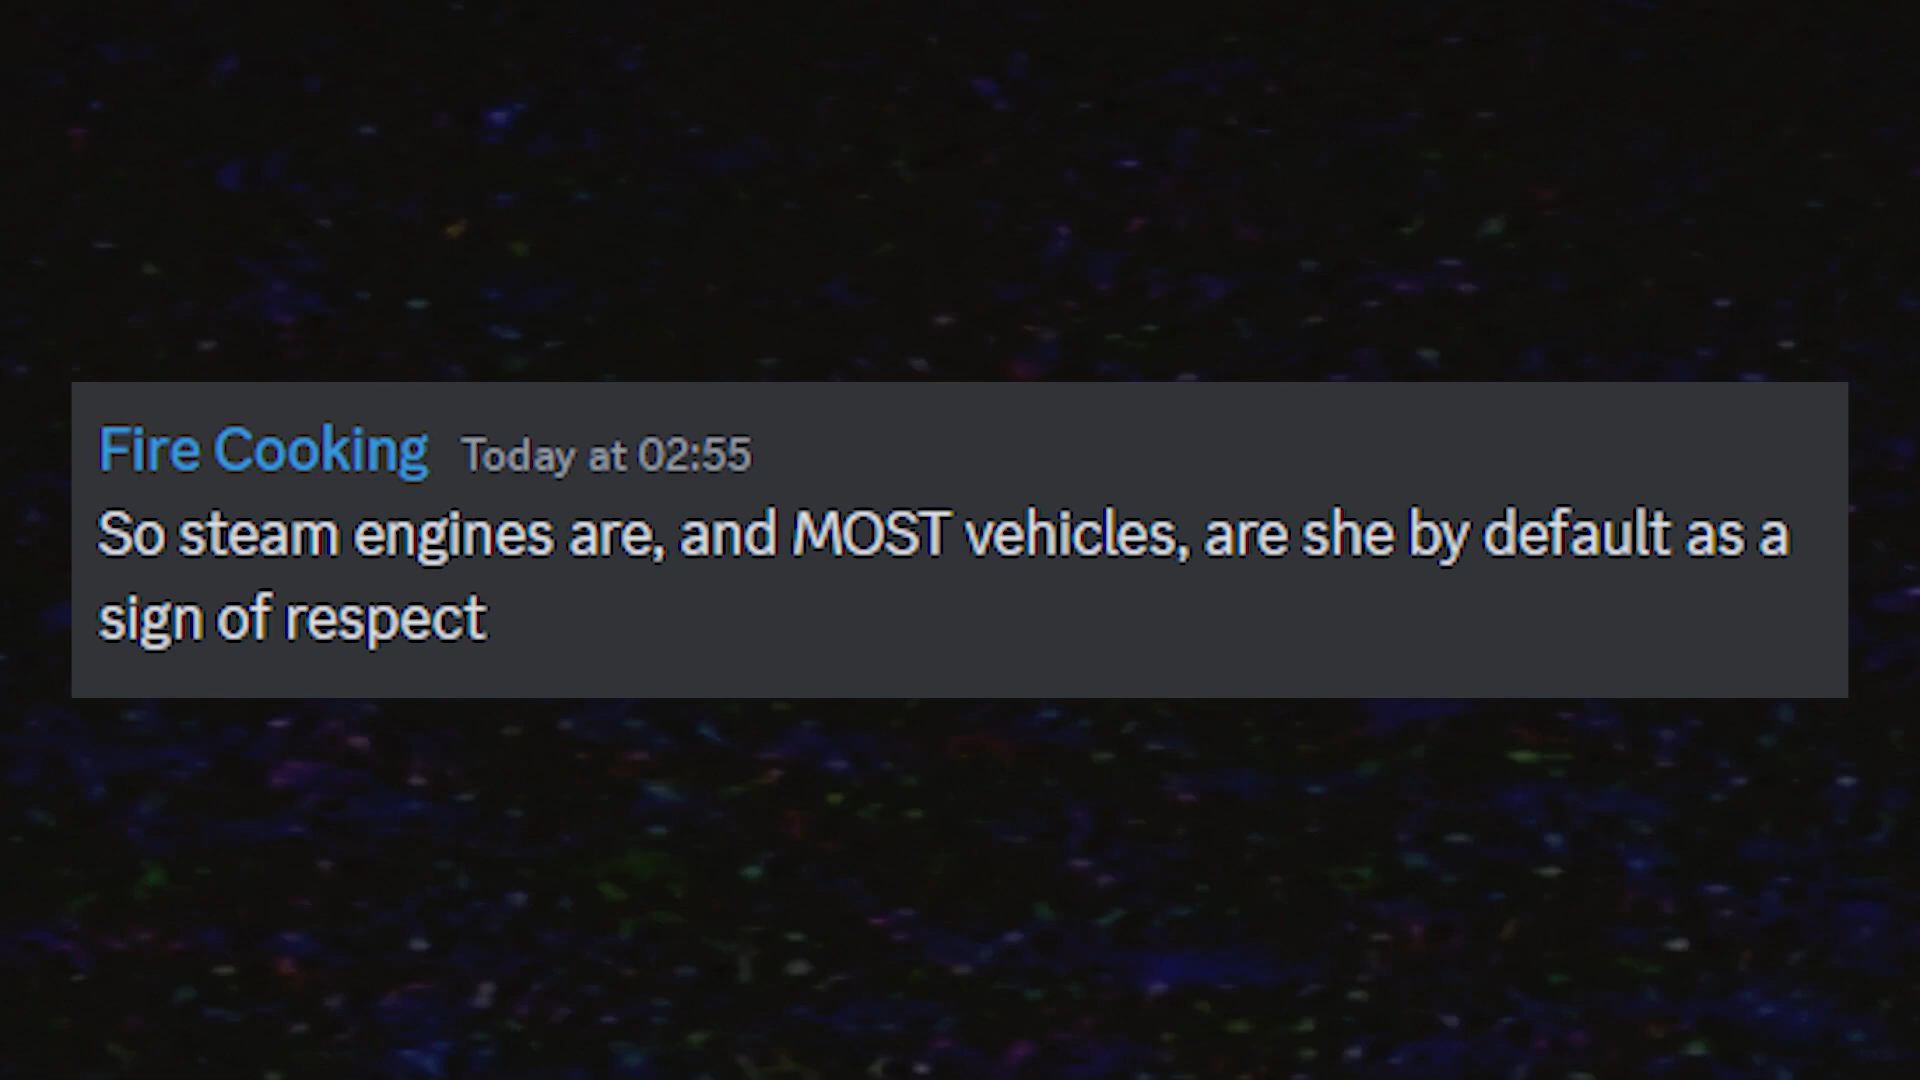 Fire Cooking Today at 02:55
So steam engines are, and MOST vehicles, are she by default as a
sign of respect